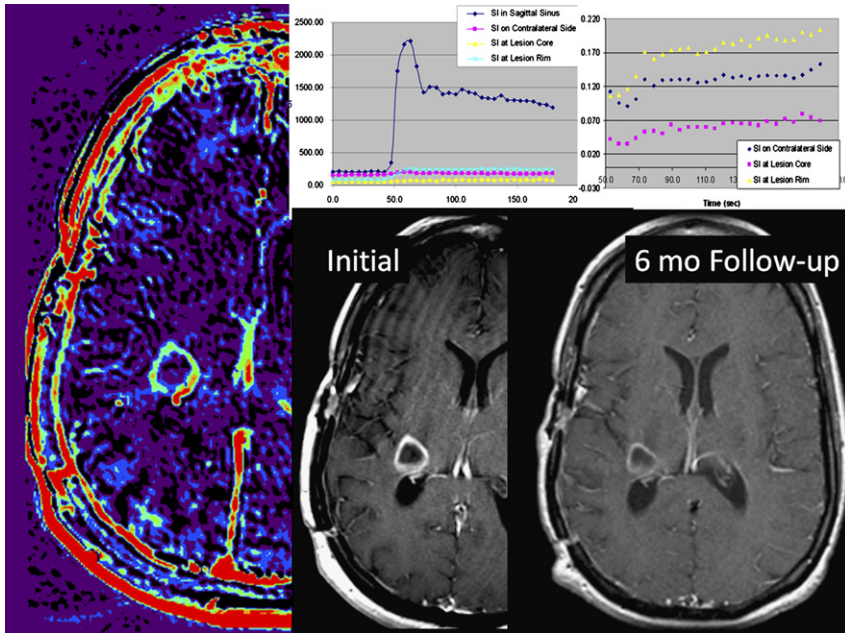 2500.00
2000.00
1500.00
1000.00
500.00
0.00
0.0
50.0
100.0
150.0
20
SI in Sagittal Sinus
SI on Contralateral Side
SI at Lesion Core
SI at Lesion Rim
0.220
0.170
0.120
0.070
-0.030
50.0
70.0
90.0
110.0
130.0
Time (sec)
SI on Contralateral Side
SI at Lesion Core
SI at Lesion Rim
Initial
6 mo Follow-up